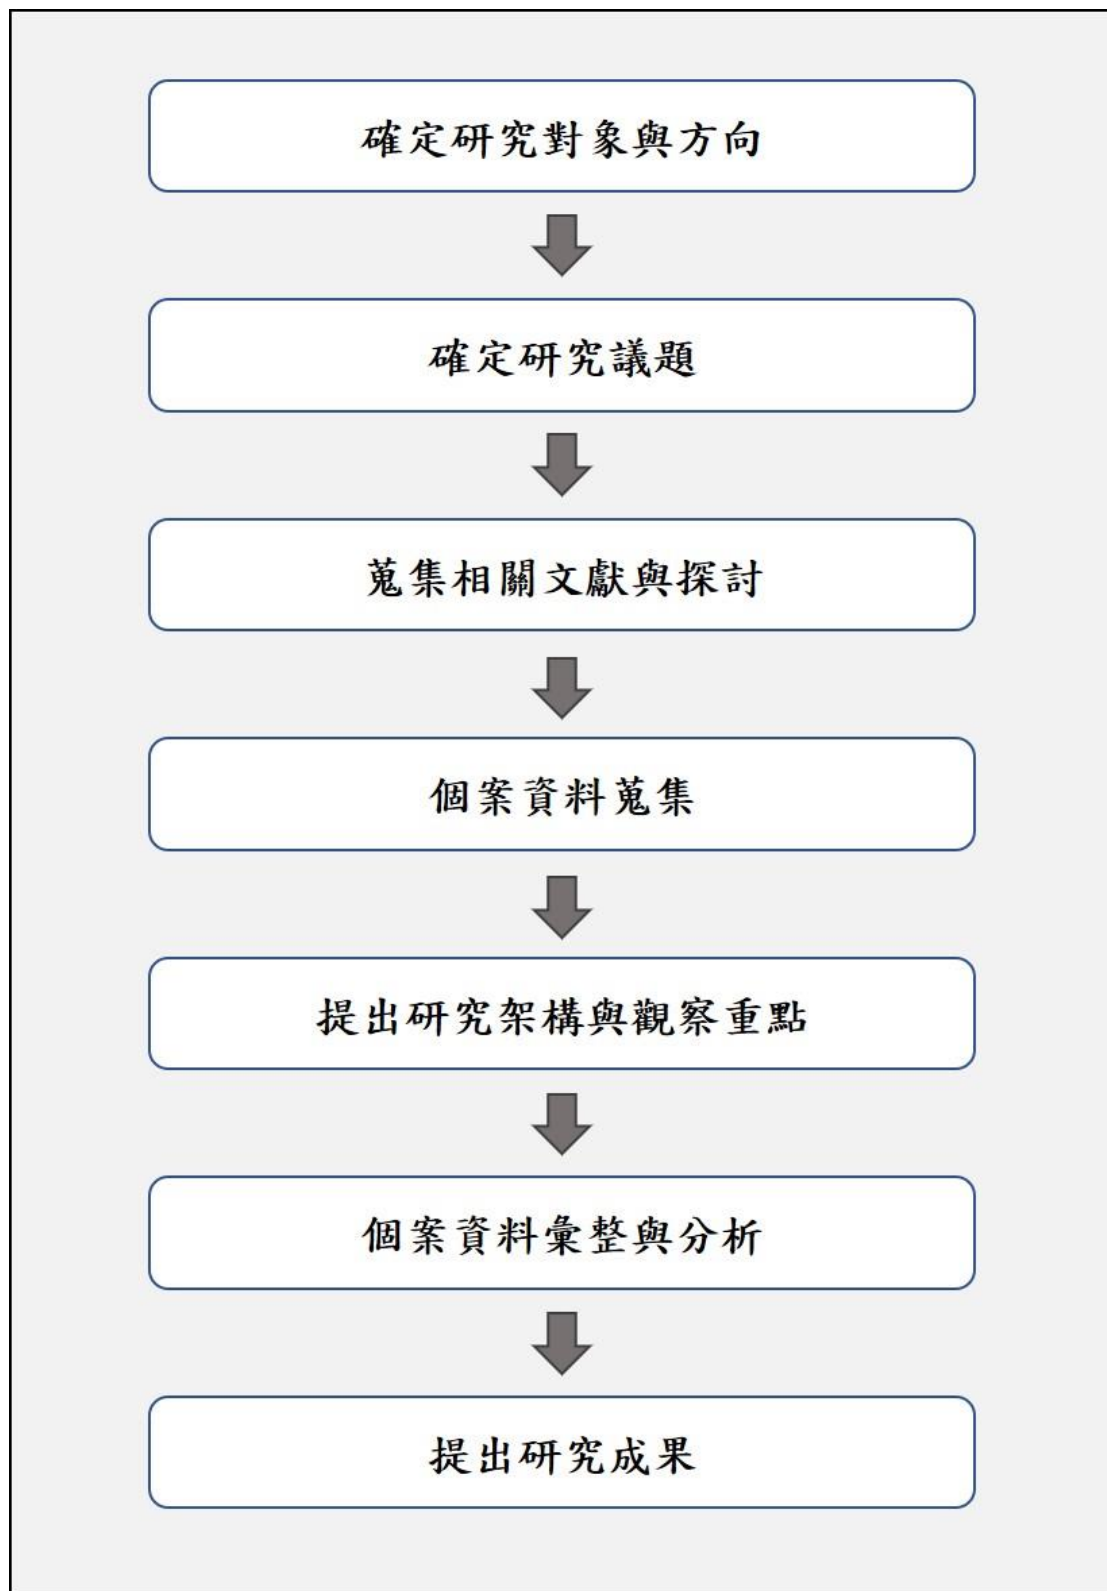 確定研究對象與方向
確定研究議題
蒐集相關文獻與探討
個案資料蒐集
提出研究架構與觀察重點
個案資料彙整與分析
提出研究成果